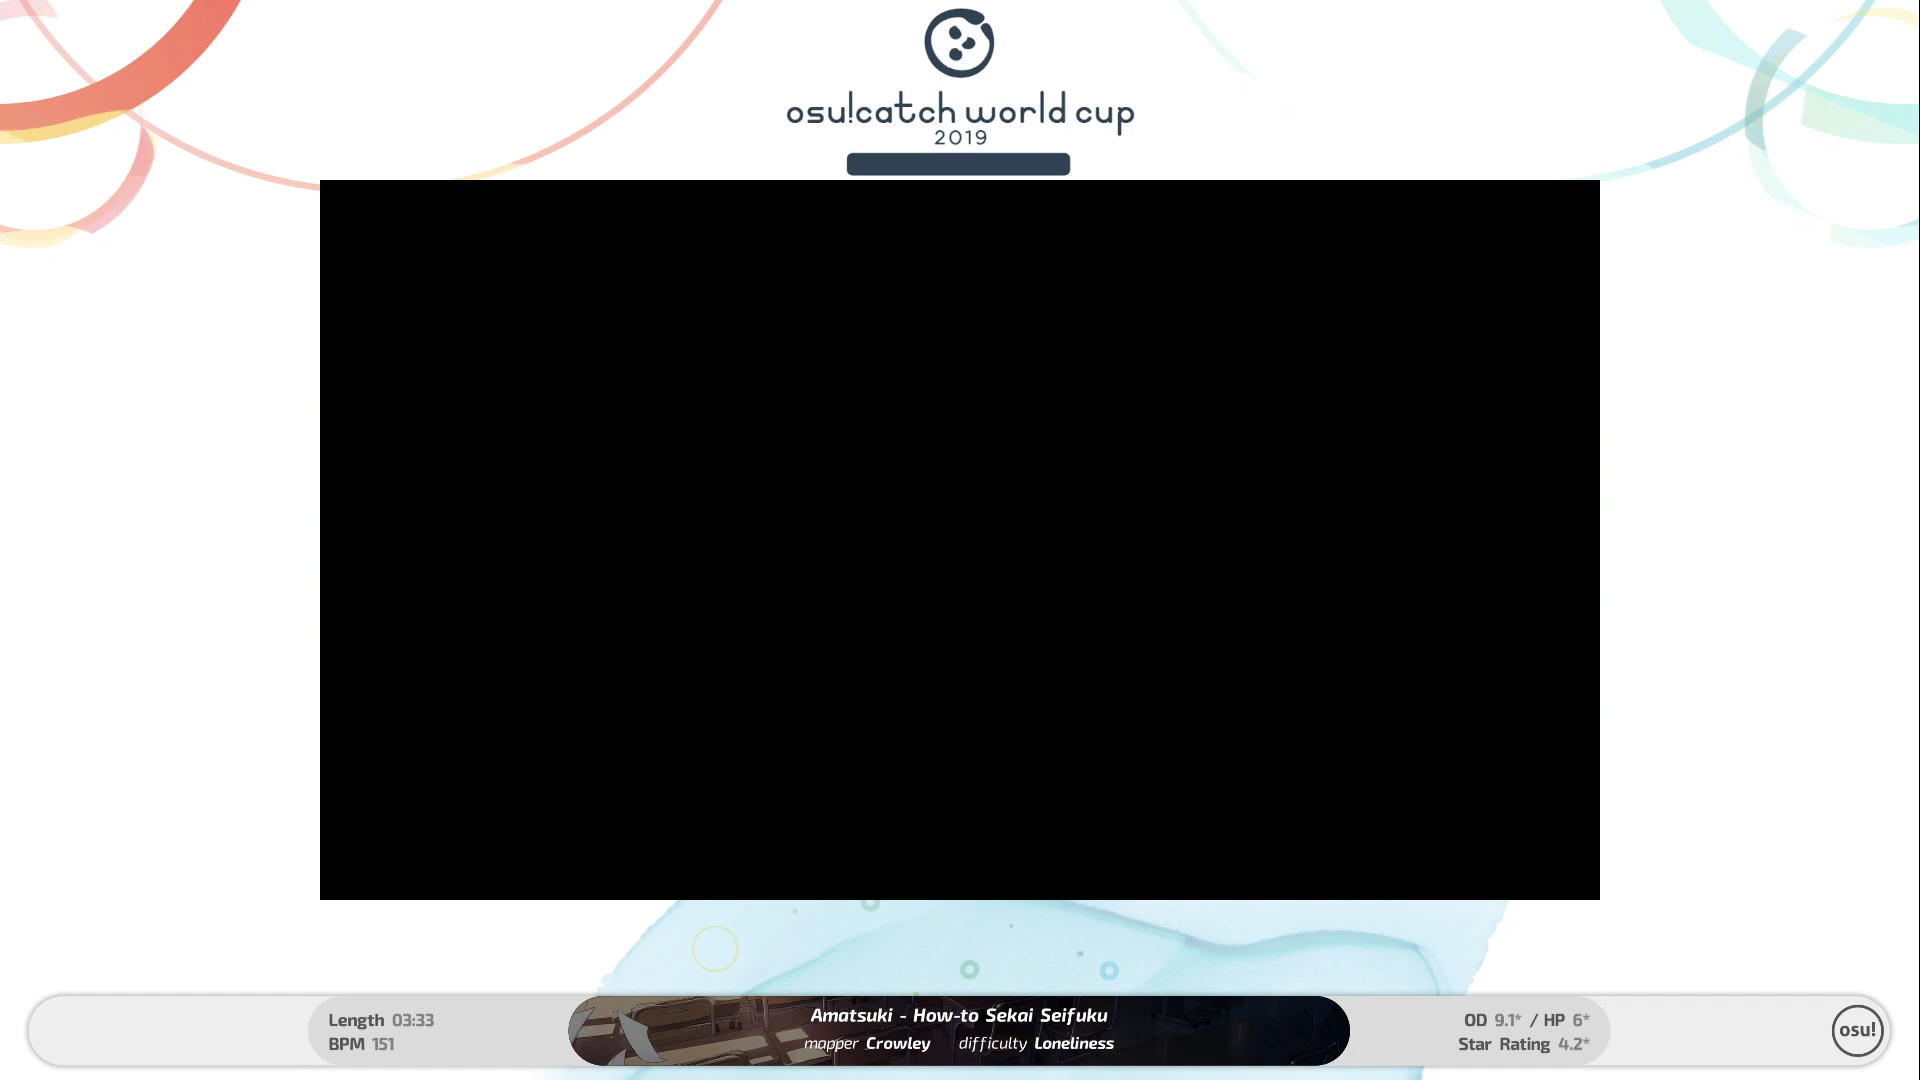 osu!catch world cup
2019
Length 03:33
BPM 151
Amatsuki - How-to Sekai Seifuku
mapper Crowley difficulty Loneliness
OD 9.1* / HP 6*
Star Rating 4.2*
osu!